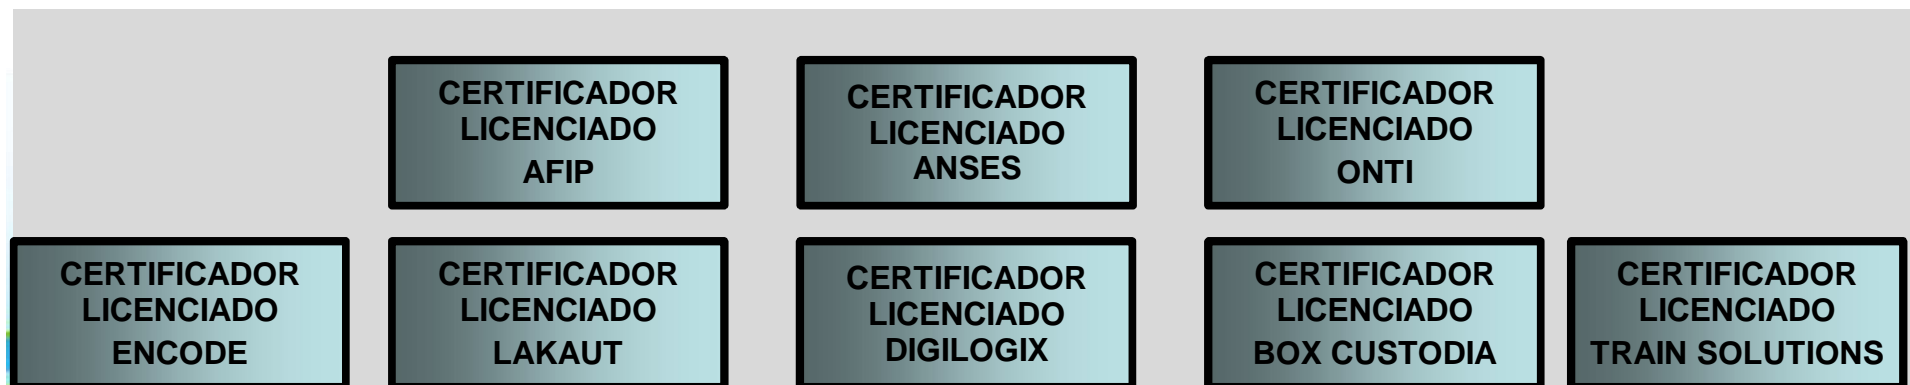 CERTIFICADOR
LICENCIADO
AFIP
CERTIFICADOR
LICENCIADO
ANSES
CERTIFICADOR
LICENCIADO
ONTI
CERTIFICADOR
LICENCIADO
ENCODE
CERTIFICADOR
LICENCIADO
LAKAUT
CERTIFICADOR
LICENCIADO
DIGILOGIX
CERTIFICADOR
LICENCIADO
BOX CUSTODIA
CERTIFICADOR
LICENCIADO
TRAIN SOLUTIONS